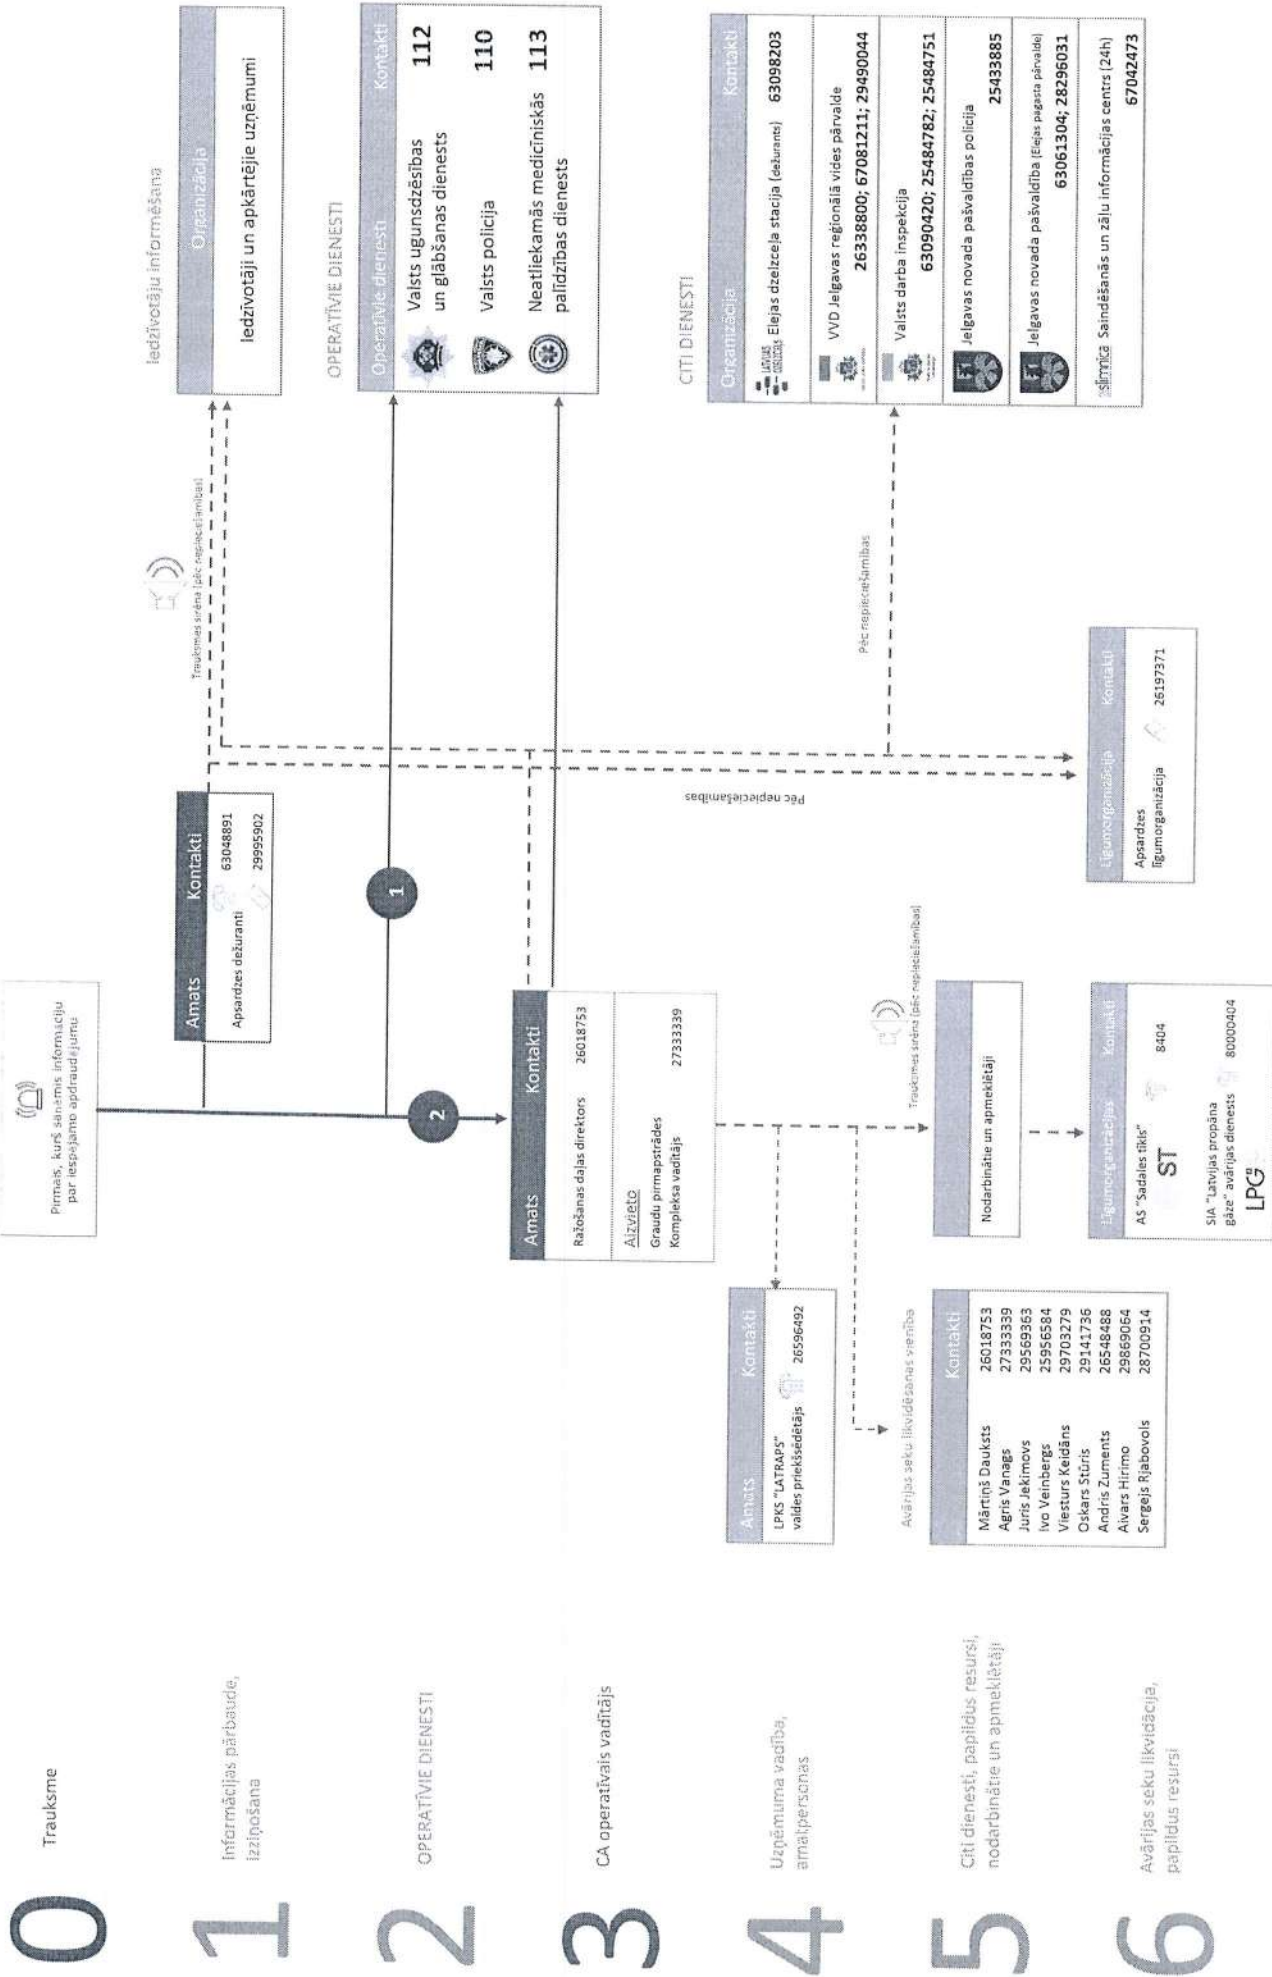 0
Trauksme
1
Informācijas pārbaude,
izziņošana
2
OPERATĪVIE DIENESTI
3
CA operatīvais vadītājs
4
Uzņēmuma vadība,
amatpersonas
5
Citi dienesti, papildus resursi,
nodarbinātie un apmeklētāji
6
Avārijas seku likvidācija,
papildus resursi
Pirmais, kurš saņēmis informāciju
par iespējamo apdraudējumu
Amats Kontakti
Apsardzes dežuranti 63048891
29995902
1
2
Trauksmes sirēna (pēc nepieciešamības)
Iedzīvotāju informēšana
Organizācija
Iedzīvotāji un apkārtējie uzņēmumi
OPERATĪVIE DIENESTI
Operatīvie dienesti Kontakti
Valsts ugunsdzēsības
un glābšanas dienests 112
Valsts policija 110
Neatliekamās medicīniskās
palīdzības dienests 113
Amats Kontakti
Ražošanas daļas direktors 26018753
Aizvieto
Graudu pirmapstrādes
Kompleksa vadītājs 27333339
Pēc nepieciešamības
Pēc nepieciešamības
CITI DIENESTI
Organizācija Kontakti
LATVIJAS
DZELZCEĻŠ
Elejas dzelzceļa stacija (dežurants) 63098203
VVD Jelgavas reģionālā vides pārvalde
26338800; 67081211; 29490044
Valsts darba inspekcija
63090420; 25484782; 25484751
Jelgavas novada pašvaldības policija
25433885
Jelgavas novada pašvaldība (Elejas pagasta pārvalde)
63061304; 28296031
slimnīca Saindēšanās un zāļu informācijas centrs (24h)
67042473
Amats Kontakti
LPKS "LATRAPS"
valdes priekšsēdētājs 26596492
Avārijas seku likvidēšanas vienība
Kontakti
Mārtiņš Dauksts 26018753
Agris Vanags 27333339
Juris Jekimovs 29569363
Ivo Veinbergs 25956584
Viesturs Keidāns 29703279
Oskars Stūris 29141736
Andris Zuments 26548488
Aivars Hirimo 29869064
Sergejs Rjabovols 28700914
Trauksmes sirēna (pēc nepieciešamības)
Nodarbinātie un apmeklētāji
Līgumorganizācijas Kontakti
AS "Sadales tīkls" 8404
ST
SIA "Latvijas propāna
gāze" avārijas dienests 80000404
LPG
Līgumorganizācija Kontakti
Apsardzes
līgumorganizācija 26197371